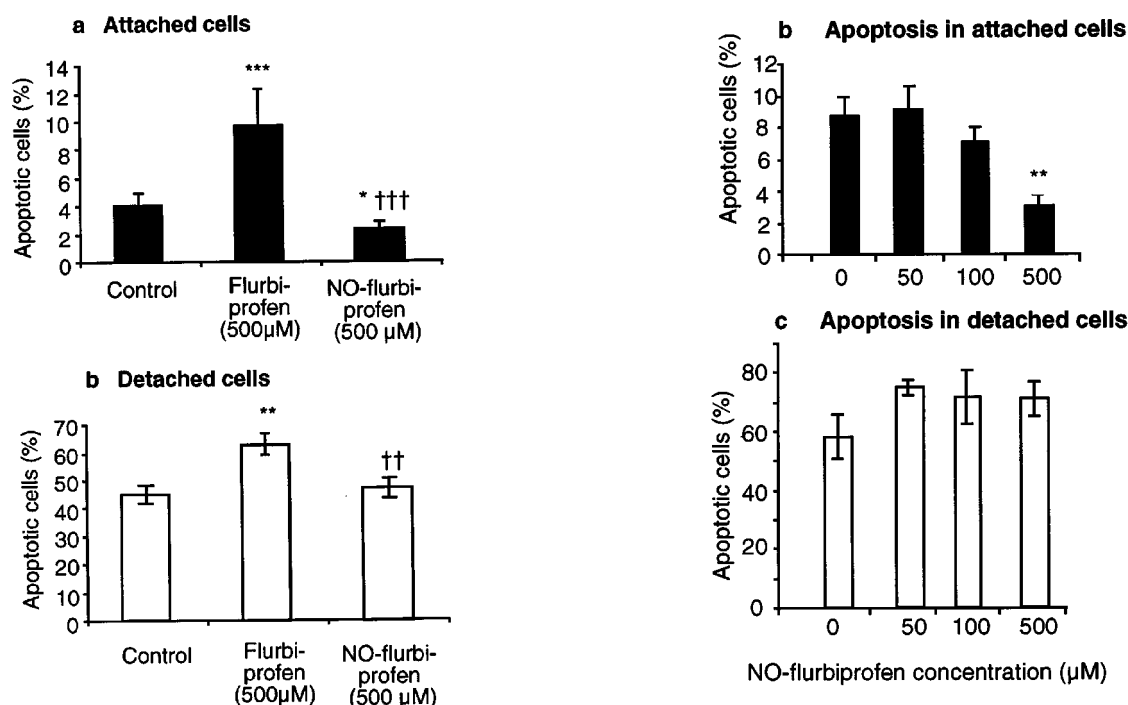 a Attached cells
Apoptotic cells (%)
14
12
10
8
6
4
2
0
***
* †††
Control
Flurbi-
profen
(500µM)
NO-flurbi-
profen
(500 µM)
b Detached cells
Apoptotic cells (%)
70
60
50
40
30
20
10
0
**
††
Control
Flurbi-
profen
(500µM)
NO-flurbi-
profen
(500 µM)
b Apoptosis in attached cells
Apoptotic cells (%)
12
10
8
6
4
2
0
**
0 50 100 500
c Apoptosis in detached cells
Apoptotic cells (%)
80
60
40
20
0
0 50 100 500
NO-flurbiprofen concentration (µM)